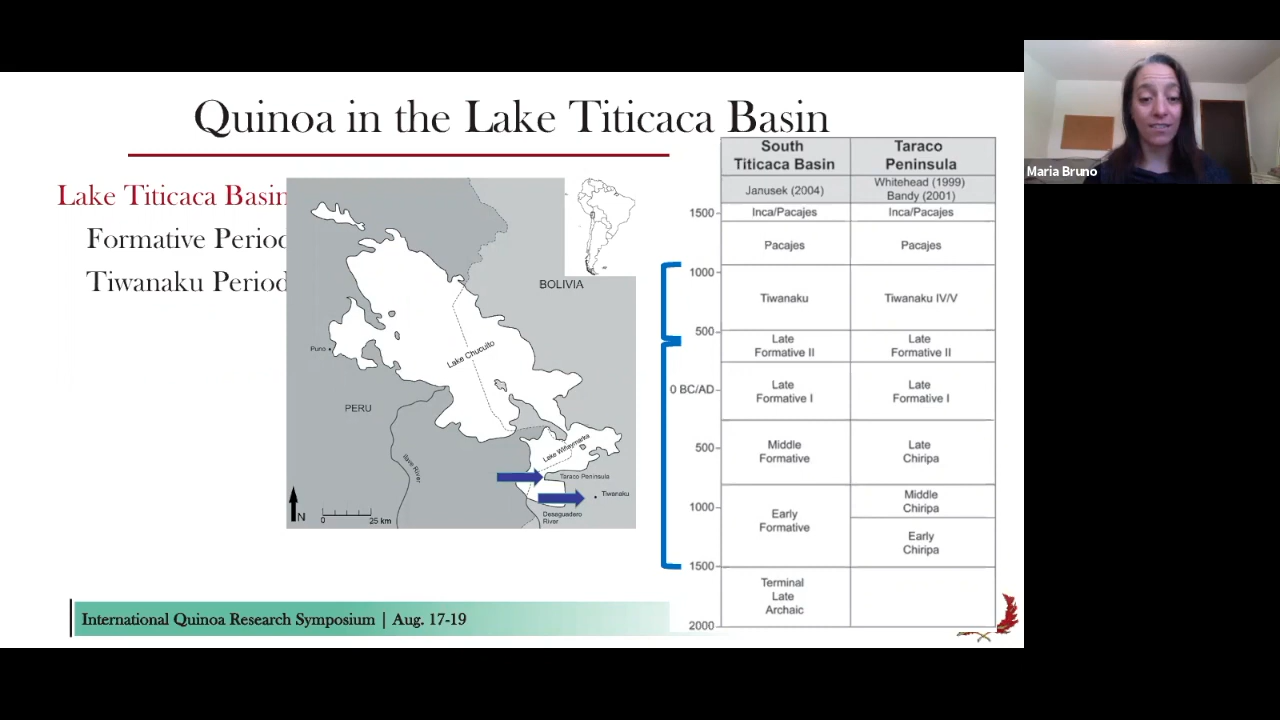 Quinoa in the Lake Titicaca Basin
Lake Titicaca Basin
Formative Period
Tiwanaku Period
BOLIVIA
Puno
Lake Chucuito
PERU
Lake Wiñaymarka
Ilave River
Taraco Peninsula
Tiwanaku
Desaguadero
River
N
0
25 km
South
Titicaca Basin
Taraco
Peninsula
Janusek (2004)
Whitehead (1999)
Bandy (2001)
1500
Inca/Pacajes
Inca/Pacajes
Pacajes
Pacajes
1000
Tiwanaku
Tiwanaku IV/V
500
Late
Formative II
Late
Formative II
0 BC/AD
Late
Formative I
Late
Formative I
500
Middle
Formative
Late
Chiripa
1000
Early
Formative
Middle
Chiripa
Early
Chiripa
1500
Terminal
Late
Archaic
2000
International Quinoa Research Symposium | Aug. 17-19
Maria Bruno